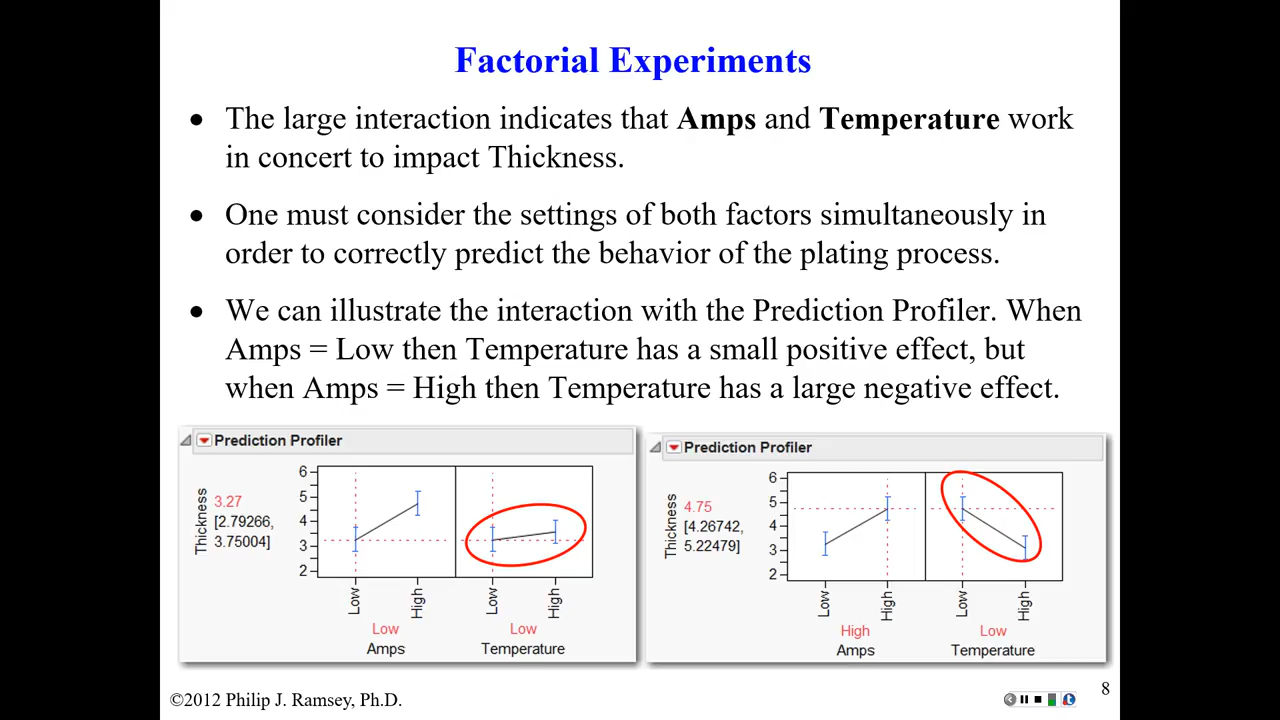 Factorial Experiments
• The large interaction indicates that Amps and Temperature work
in concert to impact Thickness.
• One must consider the settings of both factors simultaneously in
order to correctly predict the behavior of the plating process.
• We can illustrate the interaction with the Prediction Profiler. When
Amps = Low then Temperature has a small positive effect, but
when Amps = High then Temperature has a large negative effect.
Prediction Profiler
Thickness
3.27
[2.79266,
3.75004]
6
5
4
3
2
Low
High
Low
High
Low
Low
Amps
Temperature
Prediction Profiler
Thickness
4.75
[4.26742,
5.22479]
6
5
4
3
2
Low
High
Low
High
High
Low
Amps
Temperature
©2012 Philip J. Ramsey, Ph.D.
t
8